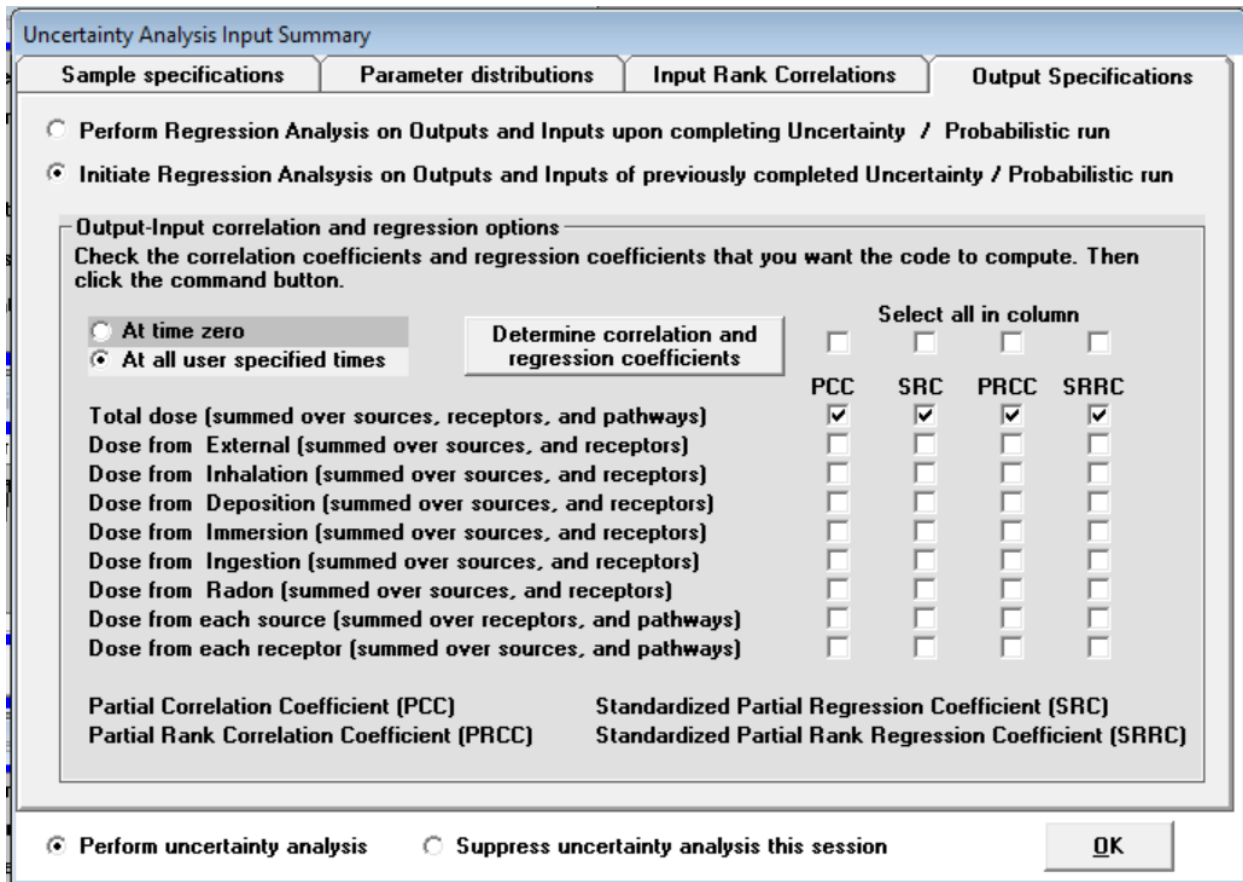 Uncertainty Analysis Input Summary
Sample specifications Parameter distributions Input Rank Correlations Output Specifications
Perform Regression Analysis on Outputs and Inputs upon completing Uncertainty / Probabilistic run
Initiate Regression Analsysis on Outputs and Inputs of previously completed Uncertainty / Probabilistic run
Output-Input correlation and regression options
Check the correlation coefficients and regression coefficients that you want the code to compute. Then
click the command button.
At time zero
At all user specified times
Determine correlation and
regression coefficients
Select all in column
PCC SRC PRCC SRRC
Total dose (summed over sources, receptors, and pathways)
Dose from External (summed over sources, and receptors)
Dose from Inhalation (summed over sources, and receptors)
Dose from Deposition (summed over sources, and receptors)
Dose from Immersion (summed over sources, and receptors)
Dose from Ingestion (summed over sources, and receptors)
Dose from Radon (summed over sources, and receptors)
Dose from each source (summed over receptors, and pathways)
Dose from each receptor (summed over sources, and pathways)
Partial Correlation Coefficient (PCC) Standardized Partial Regression Coefficient (SRC)
Partial Rank Correlation Coefficient (PRCC) Standardized Partial Rank Regression Coefficient (SRRC)
Perform uncertainty analysis Suppress uncertainty analysis this session OK